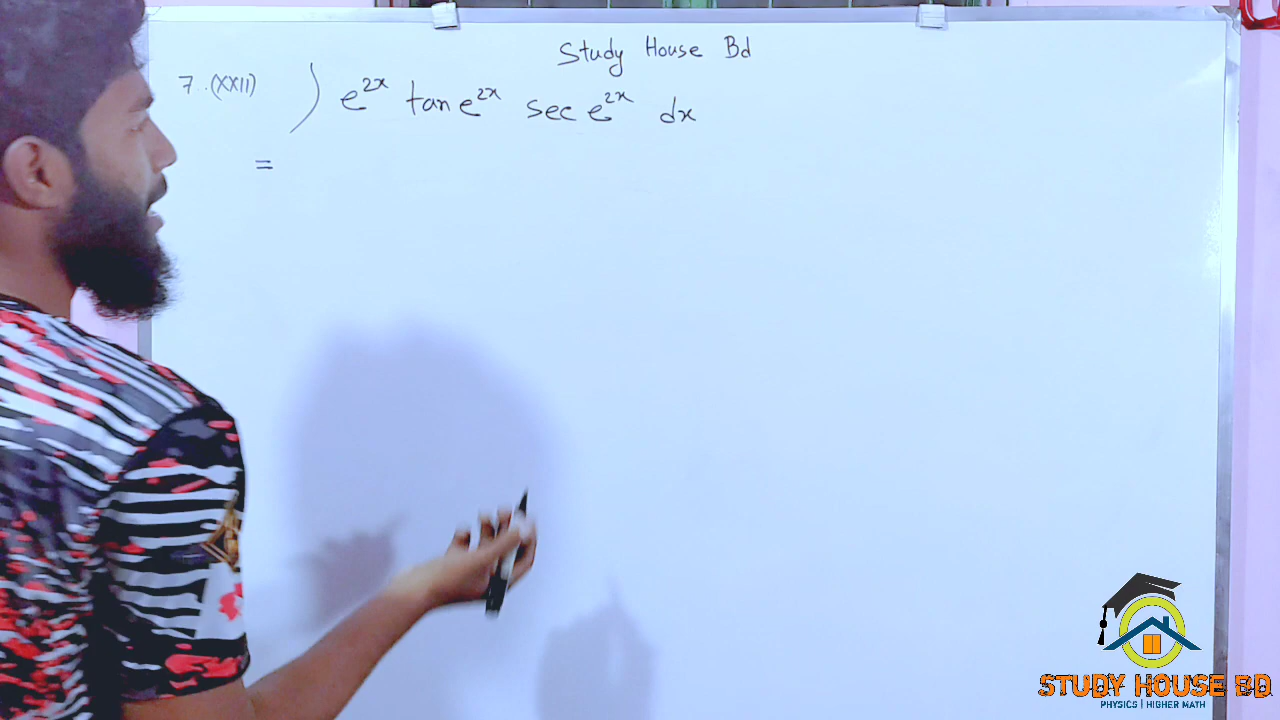 Study House Bd
7. (XXII) ∫ e^{2x} tan e^{2x} sec e^{2x} dx
=
STUDY HOUSE BD
PHYSICS | HIGHER MATH